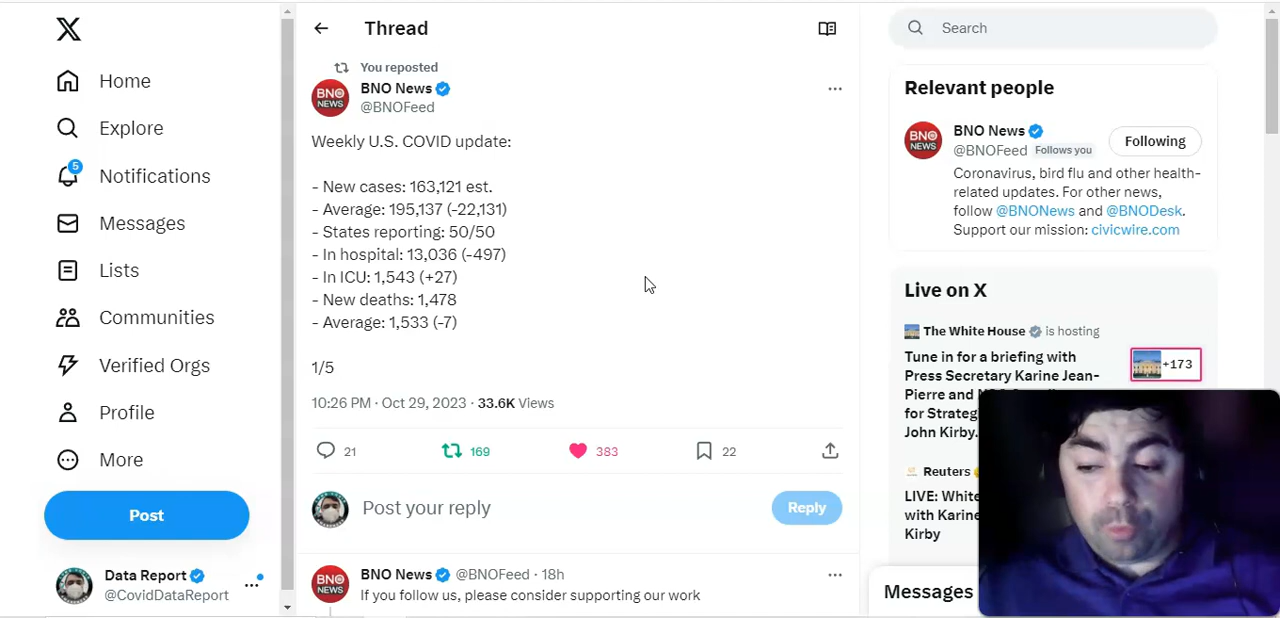 Home
Explore
5
Notifications
Messages
Lists
Communities
Verified Orgs
Profile
More
Post
Data Report
@CovidDataReport
Thread
You reposted
BNO NEWS
BNO News
@BNOFeed
Weekly U.S. COVID update:
- New cases: 163,121 est.
- Average: 195,137 (-22,131)
- States reporting: 50/50
- In hospital: 13,036 (-497)
- In ICU: 1,543 (+27)
- New deaths: 1,478
- Average: 1,533 (-7)
1/5
10:26 PM · Oct 29, 2023 · 33.6K Views
21 169 383 22
Post your reply
Reply
BNO NEWS
BNO News @BNOFeed · 18h
If you follow us, please consider supporting our work
Search
Relevant people
BNO NEWS
BNO News
@BNOFeed Follows you
Following
Coronavirus, bird flu and other health-
related updates. For other news,
follow @BNONews and @BNODesk.
Support our mission: civicwire.com
Live on X
The White House is hosting
Tune in for a briefing with
Press Secretary Karine Jean-
Pierre and
for Strateg
John Kirby.
+173
Reuters
LIVE: White
with Karine
Kirby
Messages